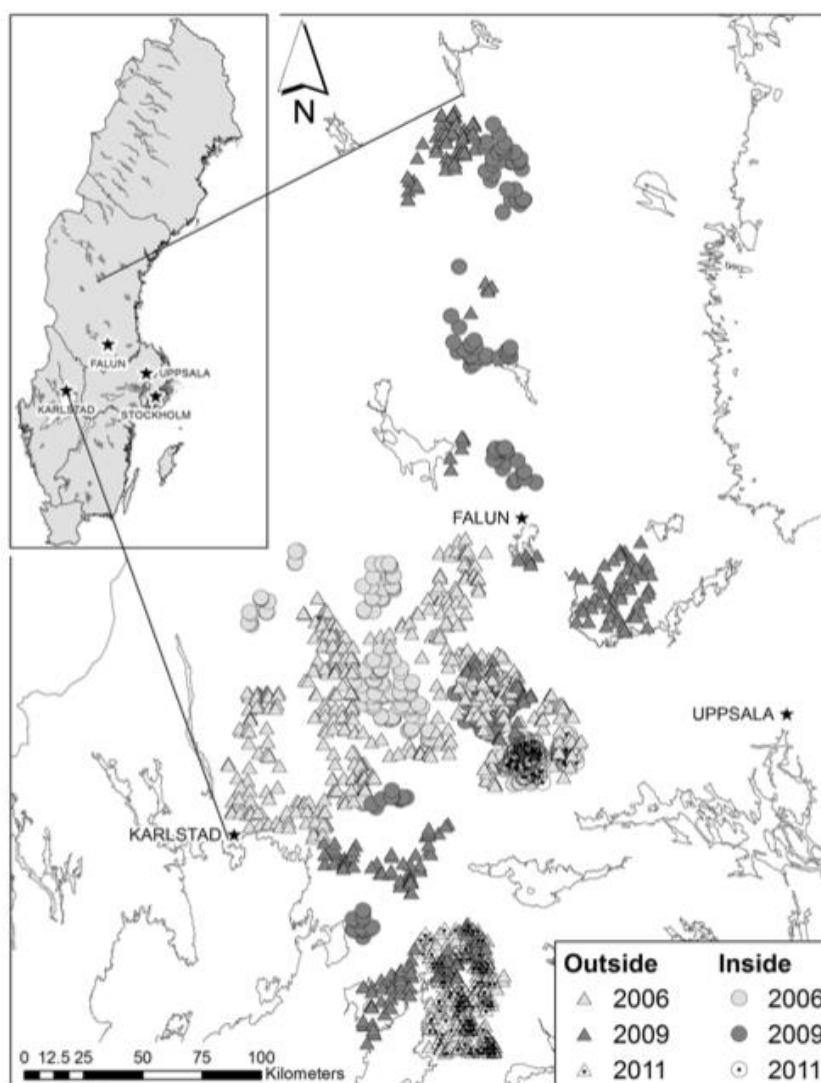 N
FALUN
UPPSALA
KARLSTAD
STOCKHOLM
FALUN
UPPSALA
KARLSTAD
Outside Inside
2006 2006
2009 2009
2011 2011
0 12.5 25 50 75 100
Kilometers